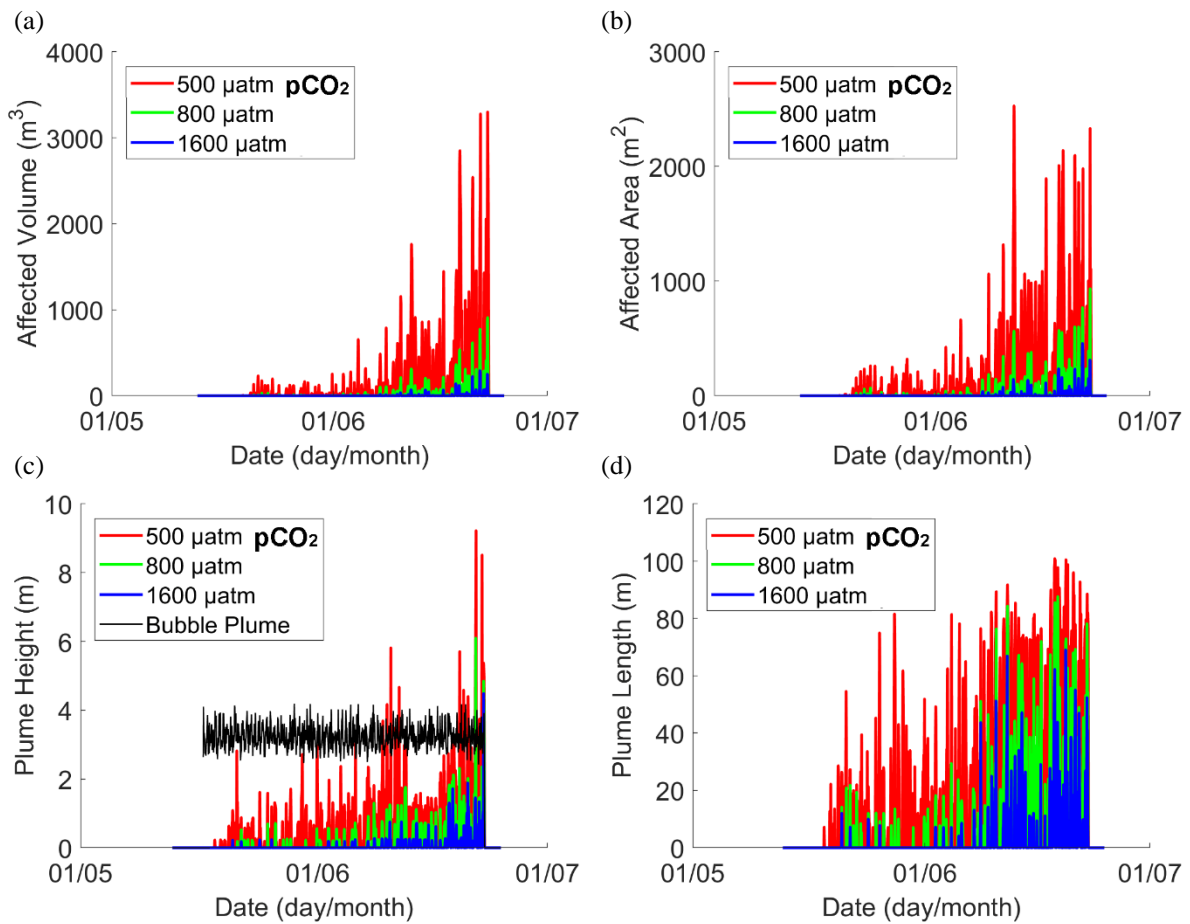 (a)
4000
3000
2000
1000
0
Affected Volume (m³)
500 µatm pCO₂
800 µatm
1600 µatm
01/05 01/06 01/07
Date (day/month)
(b)
3000
2000
1000
0
Affected Area (m²)
500 µatm pCO₂
800 µatm
1600 µatm
01/05 01/06 01/07
Date (day/month)
(c)
10
8
6
4
2
0
Plume Height (m)
500 µatm pCO₂
800 µatm
1600 µatm
Bubble Plume
01/05 01/06 01/07
Date (day/month)
(d)
120
100
80
60
40
20
0
Plume Length (m)
500 µatm pCO₂
800 µatm
1600 µatm
01/05 01/06 01/07
Date (day/month)